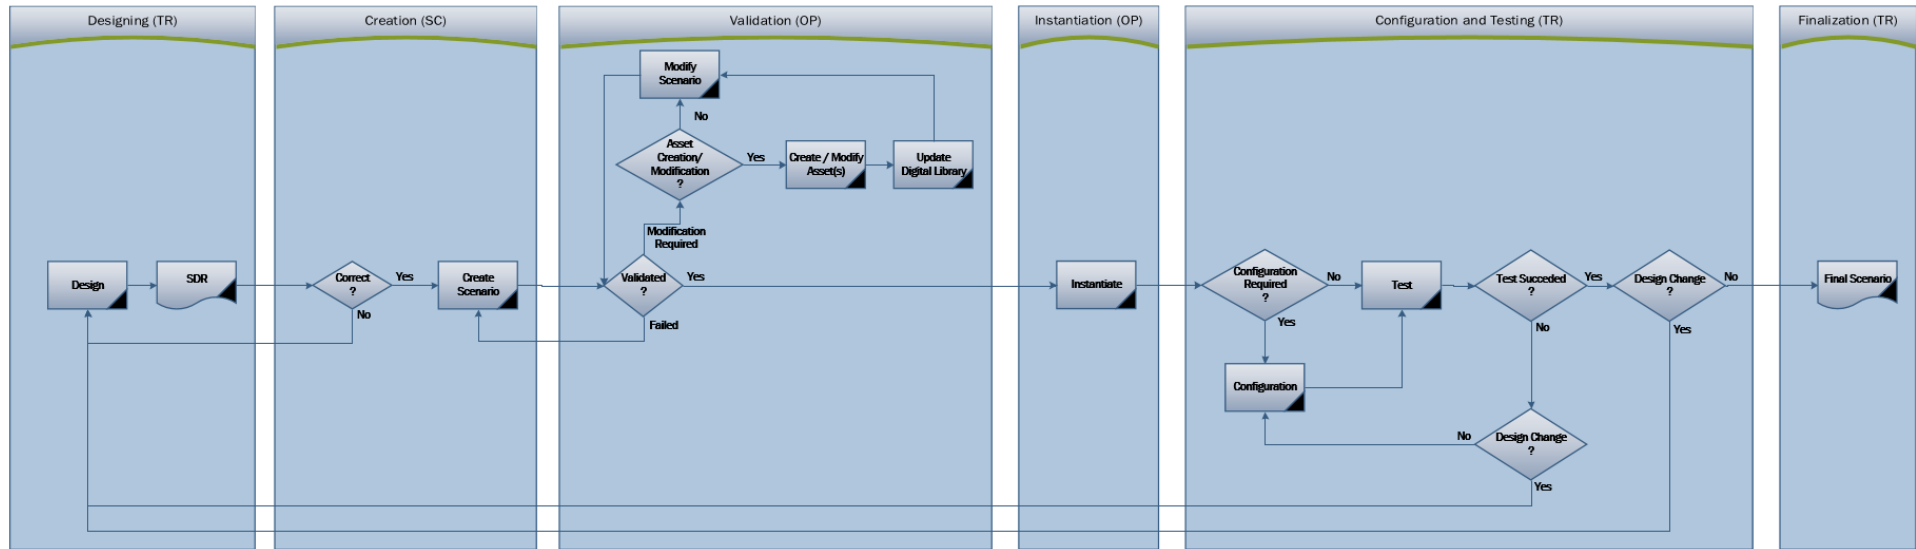 Designing (TR)
Creation (SC)
Validation (OP)
Instantiation (OP)
Configuration and Testing (TR)
Finalization (TR)
Modify
Scenario
No
Asset
Creation/
Modification
?
Yes
Create / Modify
Asset(s)
Update
Digital Library
Modification
Required
Design
SDR
Correct
?
Yes
No
Create
Scenario
Validated
?
Yes
Failed
Instantiate
Configuration
Required
?
No
Yes
Test
Test Succeded
?
Yes
No
Design Change
?
No
Yes
Final Scenario
Configuration
No
Design Change
?
Yes